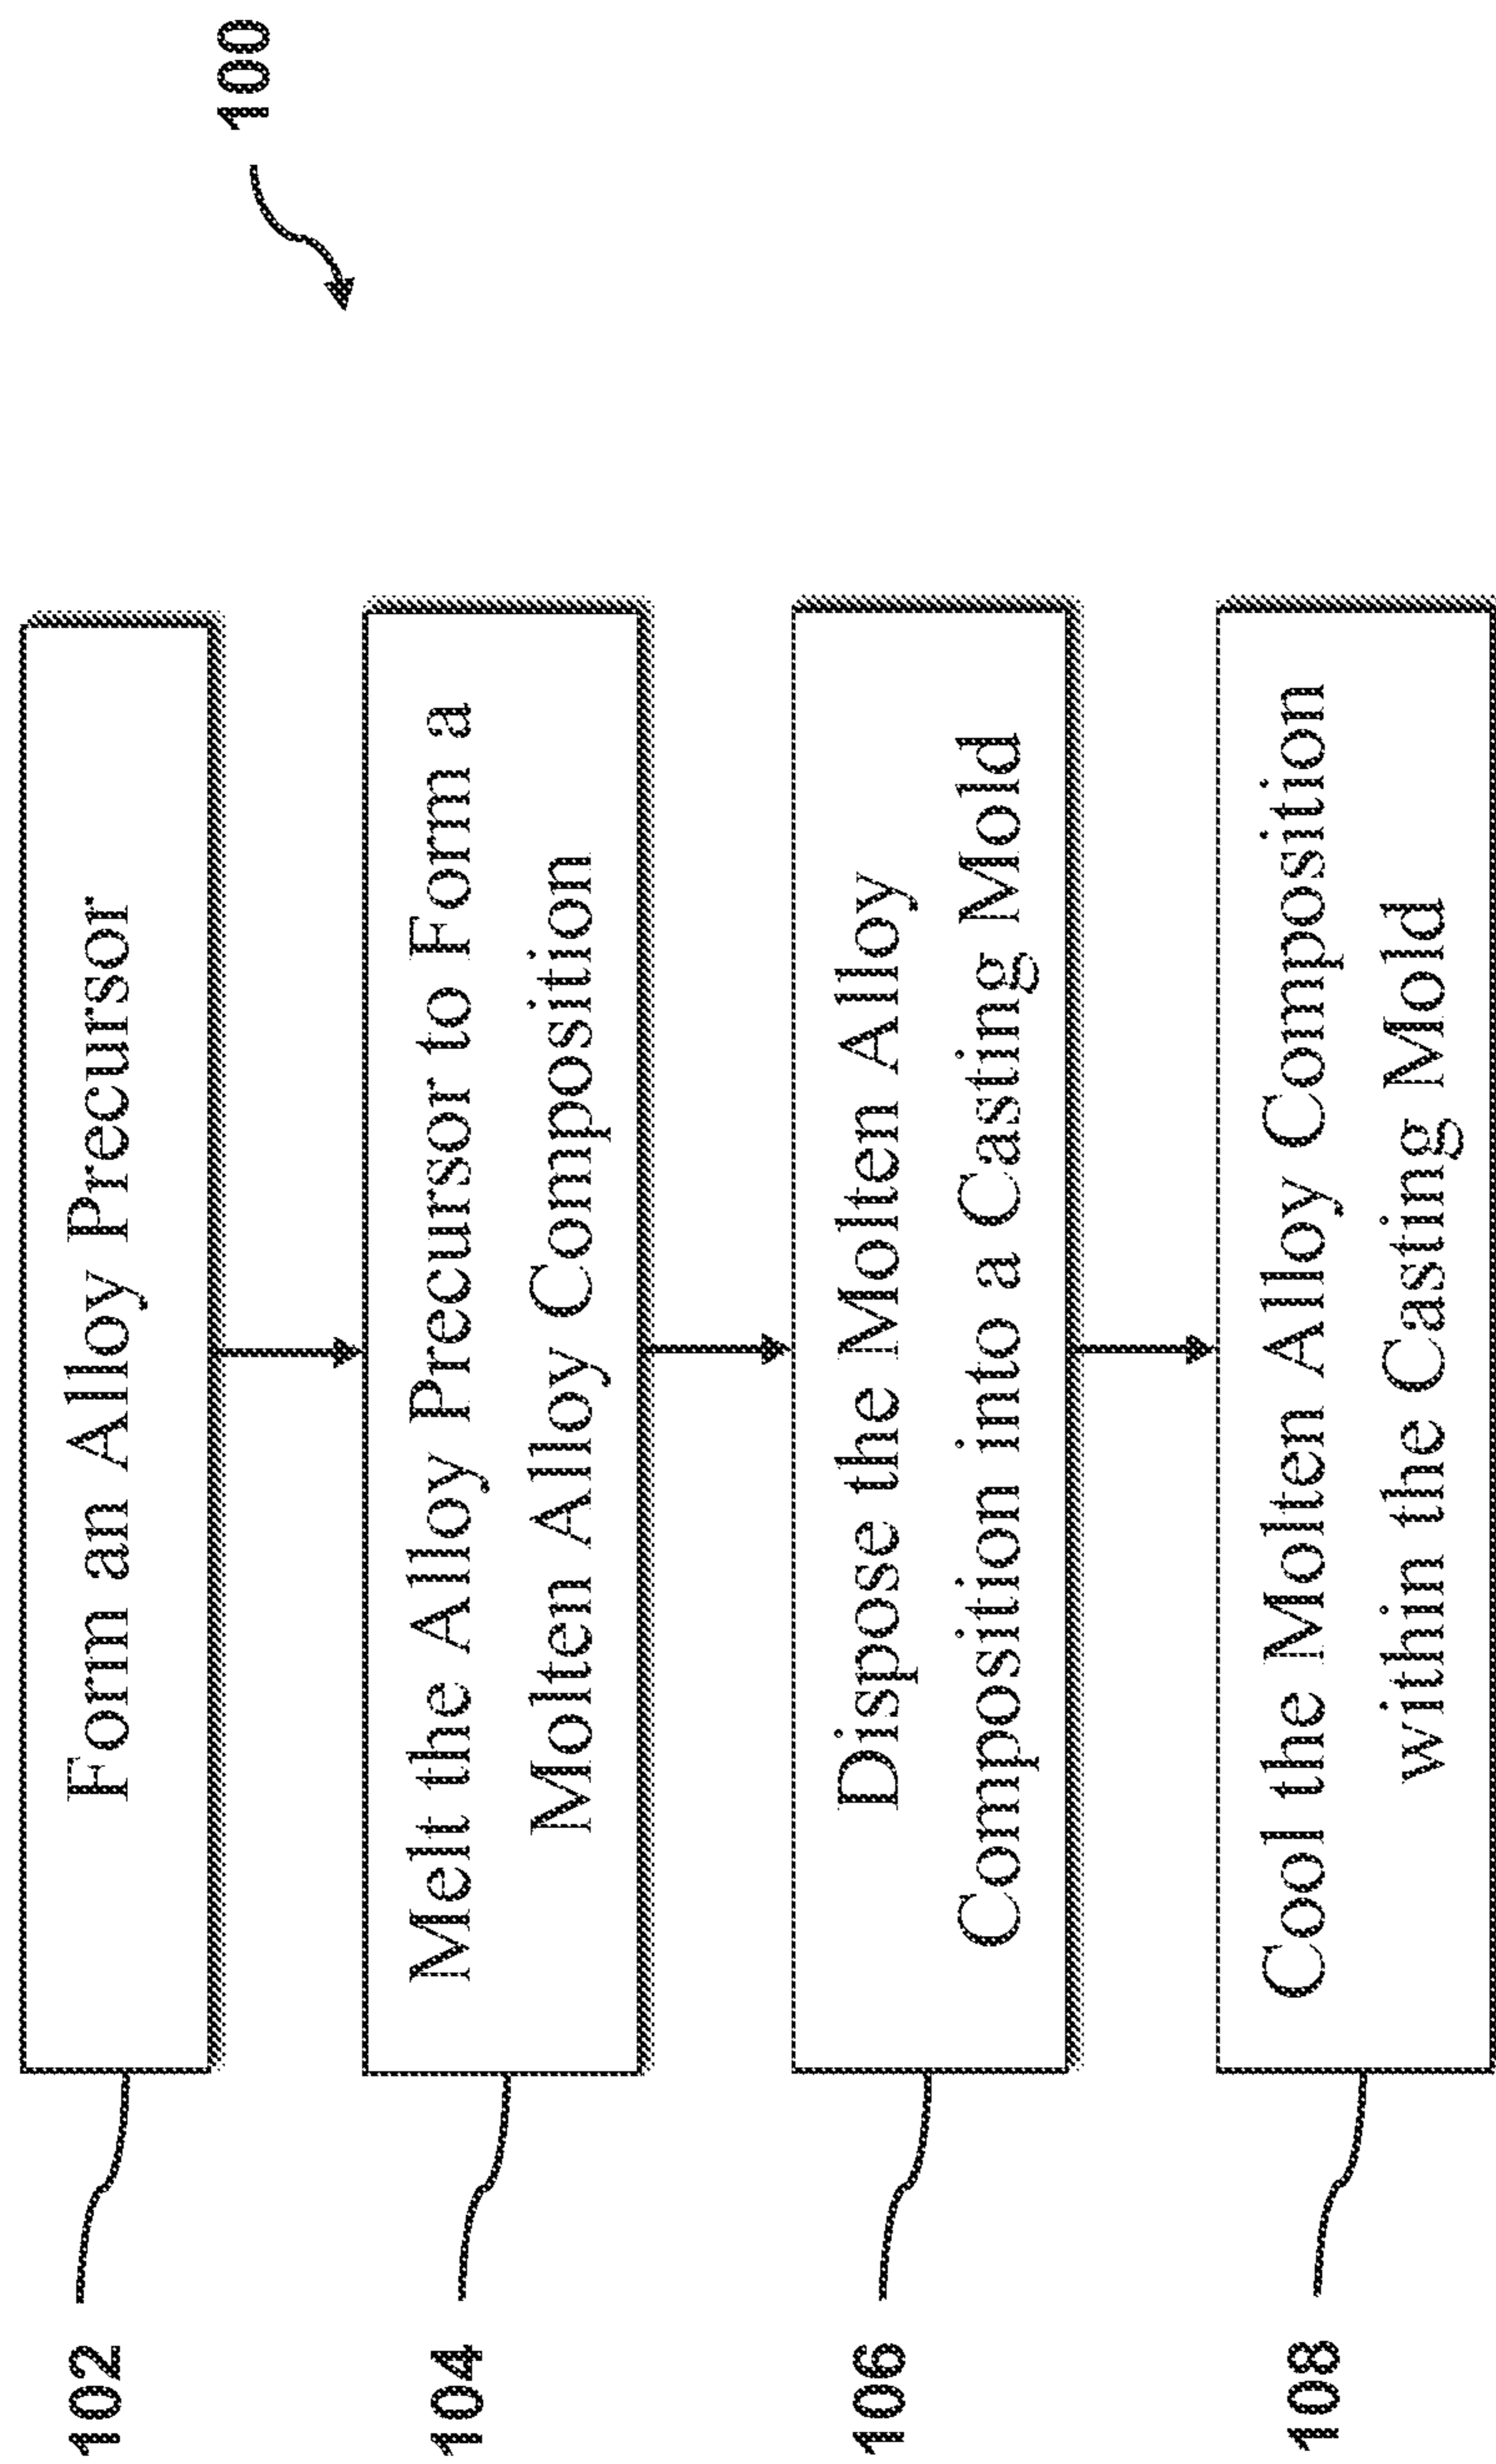 100
102
Form an Alloy Precursor
104
Melt the Alloy Precursor to Form a
Molten Alloy Composition
106
Dispose the Molten Alloy
Composition into a Casting Mold
108
Cool the Molten Alloy Composition
within the Casting Mold